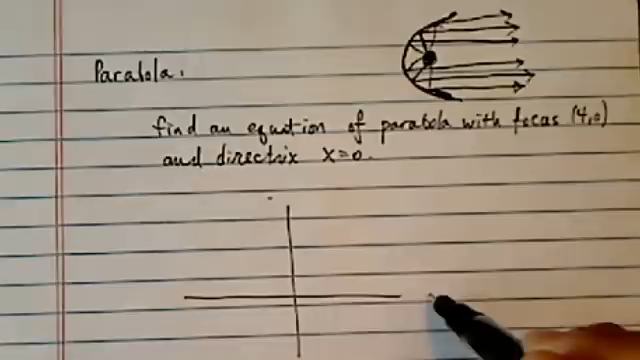 Parabola.
find an equation of parabola with focus (4,0)
and directrix x=0.